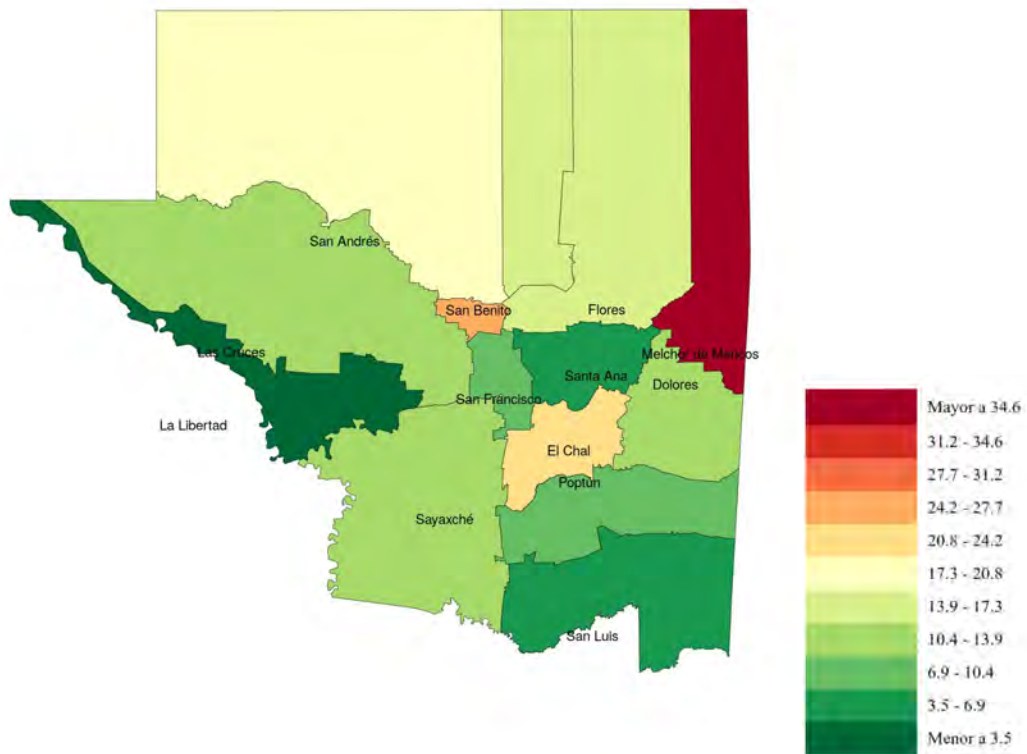 San Andrés
San Benito
Flores
Las Cruces
Melchor de Mencos
Santa Ana
Dolores
San Francisco
La Libertad
El Chal
Poptún
Sayaxché
San Luis
Mayor a 34.6
31.2 - 34.6
27.7 - 31.2
24.2 - 27.7
20.8 - 24.2
17.3 - 20.8
13.9 - 17.3
10.4 - 13.9
6.9 - 10.4
3.5 - 6.9
Menor a 3.5